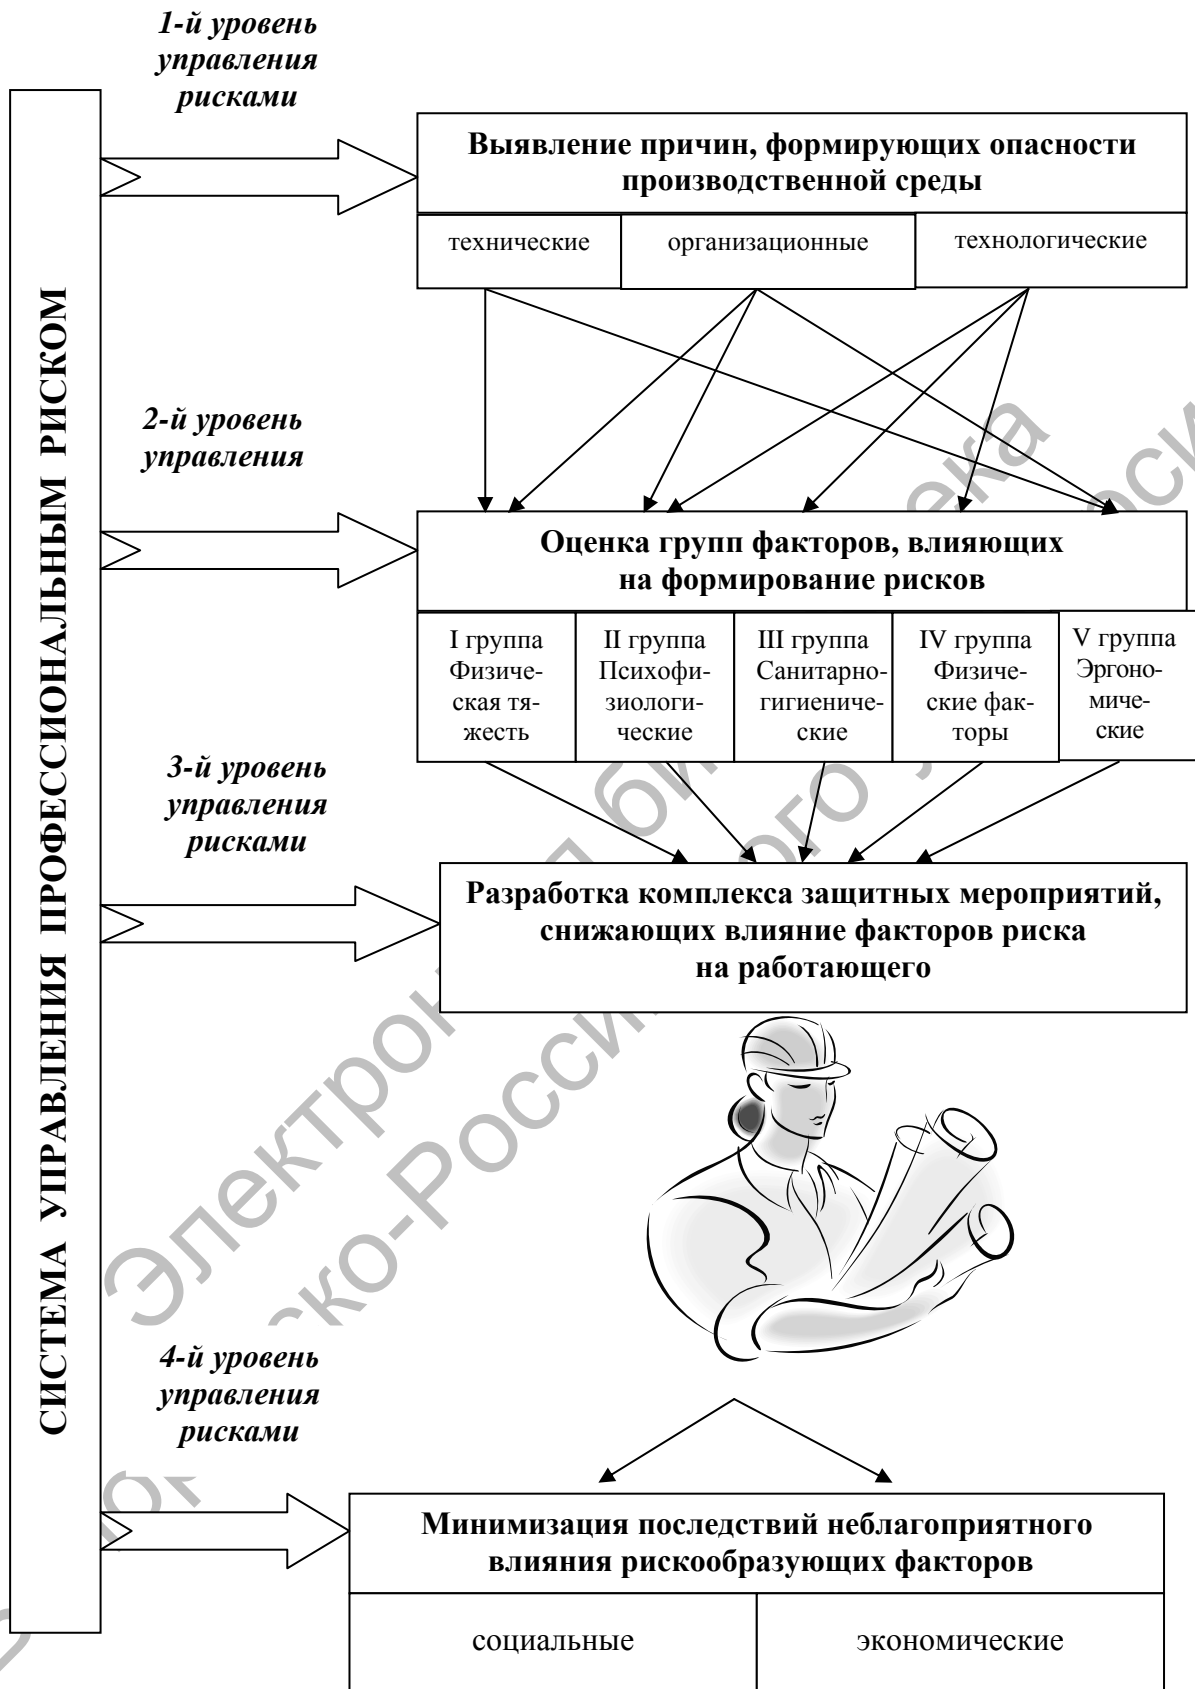 1-й уровень
управления
рисками
СИСТЕМА УПРАВЛЕНИЯ ПРОФЕССИОНАЛЬНЫМ РИСКОМ
Выявление причин, формирующих опасности
производственной среды
технические
организационные
технологические
2-й уровень
управления
Оценка групп факторов, влияющих
на формирование рисков
I группа
Физиче-
ская тя-
жесть
II группа
Психофи-
зиологи-
ческие
III группа
Санитарно-
гигиениче-
ские
IV группа
Физиче-
ские фак-
торы
V группа
Эргоно-
миче-
ские
3-й уровень
управления
рисками
Разработка комплекса защитных мероприятий,
снижающих влияние факторов риска
на работающего
4-й уровень
управления
рисками
Минимизация последствий неблагоприятного
влияния рискообразующих факторов
социальные
экономические